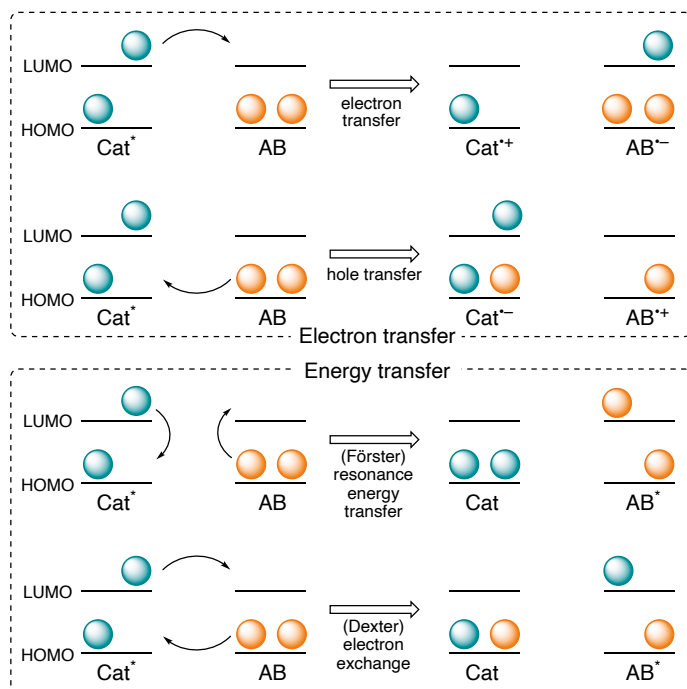 LUMO
HOMO
Cat*
AB
electron
transfer
Cat•+
AB•–
LUMO
HOMO
Cat*
AB
hole transfer
Cat•–
AB•+
Electron transfer
Energy transfer
LUMO
HOMO
Cat*
AB
(Förster)
resonance
energy
transfer
Cat
AB*
LUMO
HOMO
Cat*
AB
(Dexter)
electron
exchange
Cat
AB*